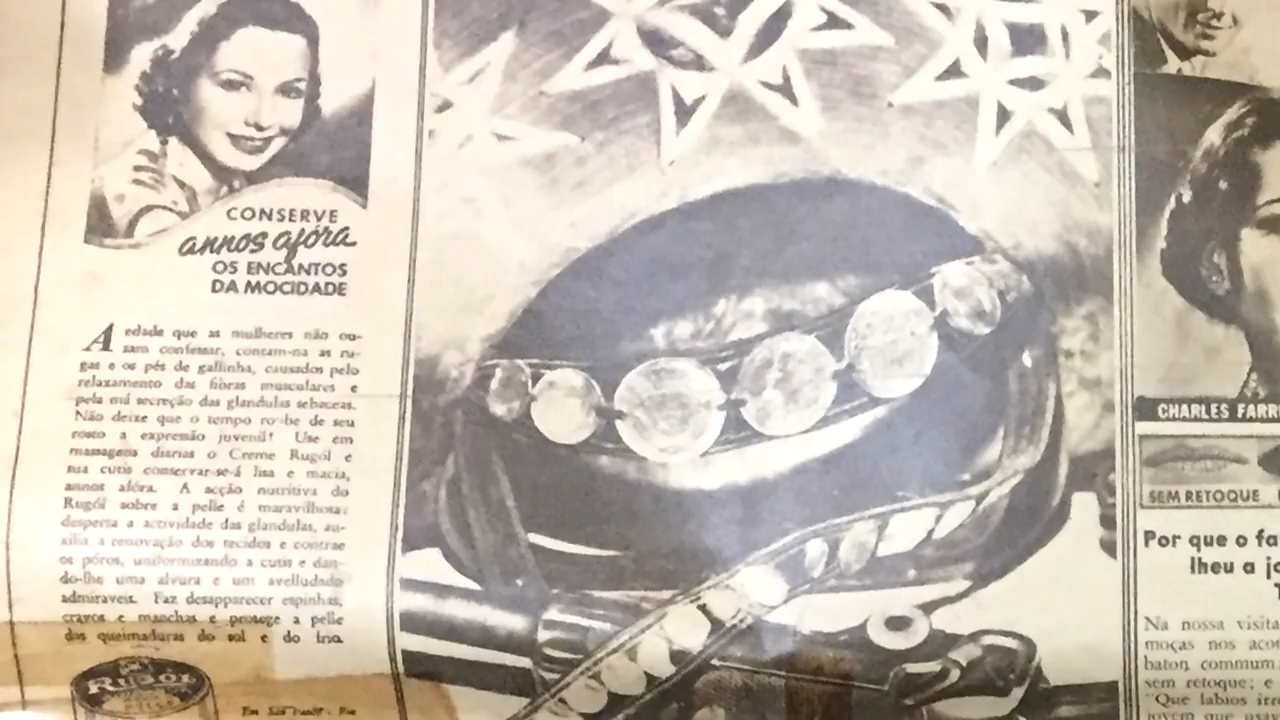 CONSERVE
annos afóra
OS ENCANTOS
DA MOCIDADE
A edade que as mulheres não ou-
sam confessar, contam-na as ru-
gas e os pés de gallinha, causados pelo
relaxamento das fibras musculares e
pela má secreção das glandulas sebaceas.
Não deixe que o tempo roube de seu
rosto a expressão juvenil! Use em
massagens diarias o Creme Rugól e
sua cutis conservar-se-á lisa e macia,
annos afóra. A acção nutritiva do
Rugól sobre a pelle é maravilhosa:
desperta a actividade das glandulas, au-
xilia a renovação dos tecidos e contrae
os póros, uniformizando a cutis e dan-
do-lhe uma alvura e um avelludado
admiraveis. Faz desapparecer espinhas,
cravos e manchas e protege a pelle
das queimaduras do sol e do frio.
RUGÓL
CHARLES FARR
SEM RETOQUE
Por que o fa
lheu a jo
Na nossa visita
moças nos aco
baton commum
sem retoque; e
"Que labios irr
jovem que usa